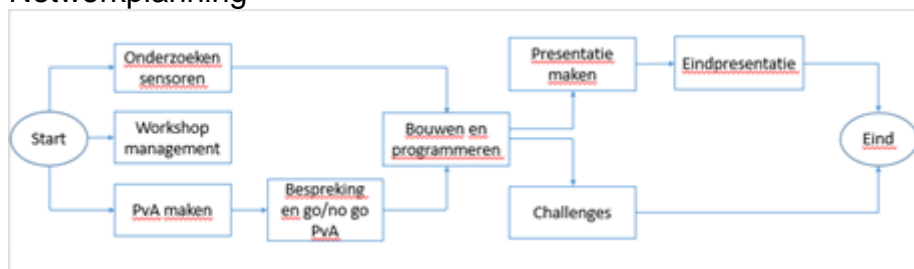 Netwerkplanning
Onderzoeken
sensoren
Presentatie
maken
Eindpresentatie
Start
Workshop
management
Bouwen en
programmeren
Eind
PvA maken
Bespreking
en go/no go
PvA
Challenges